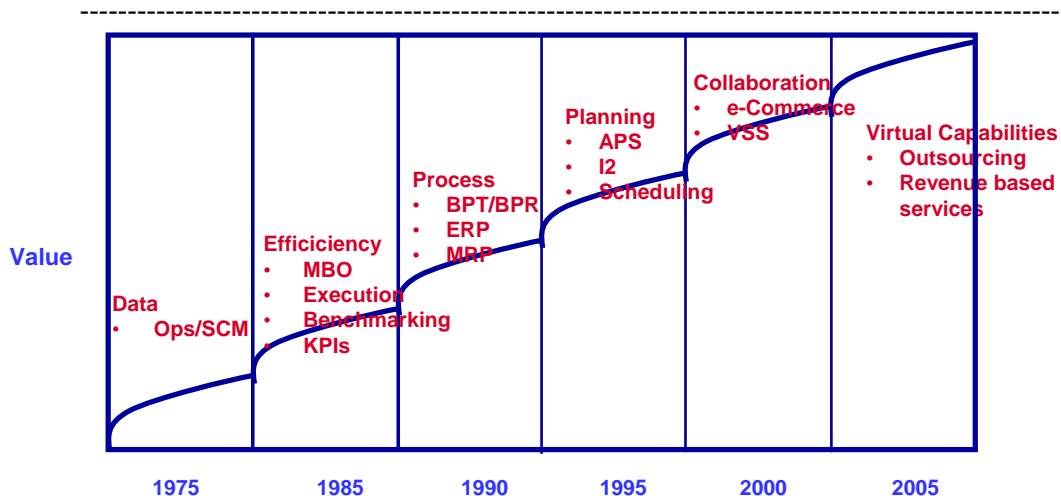 Collaboration
• e-Commerce
• VSS
Planning
• APS
• I2
• Scheduling
Virtual Capabilities
• Outsourcing
• Revenue based
services
Process
• BPT/BPR
• ERP
• MRP
Efficiciency
• MBO
• Execution
• Benchmarking
• KPIs
Value
Data
• Ops/SCM
1975 1985 1990 1995 2000 2005